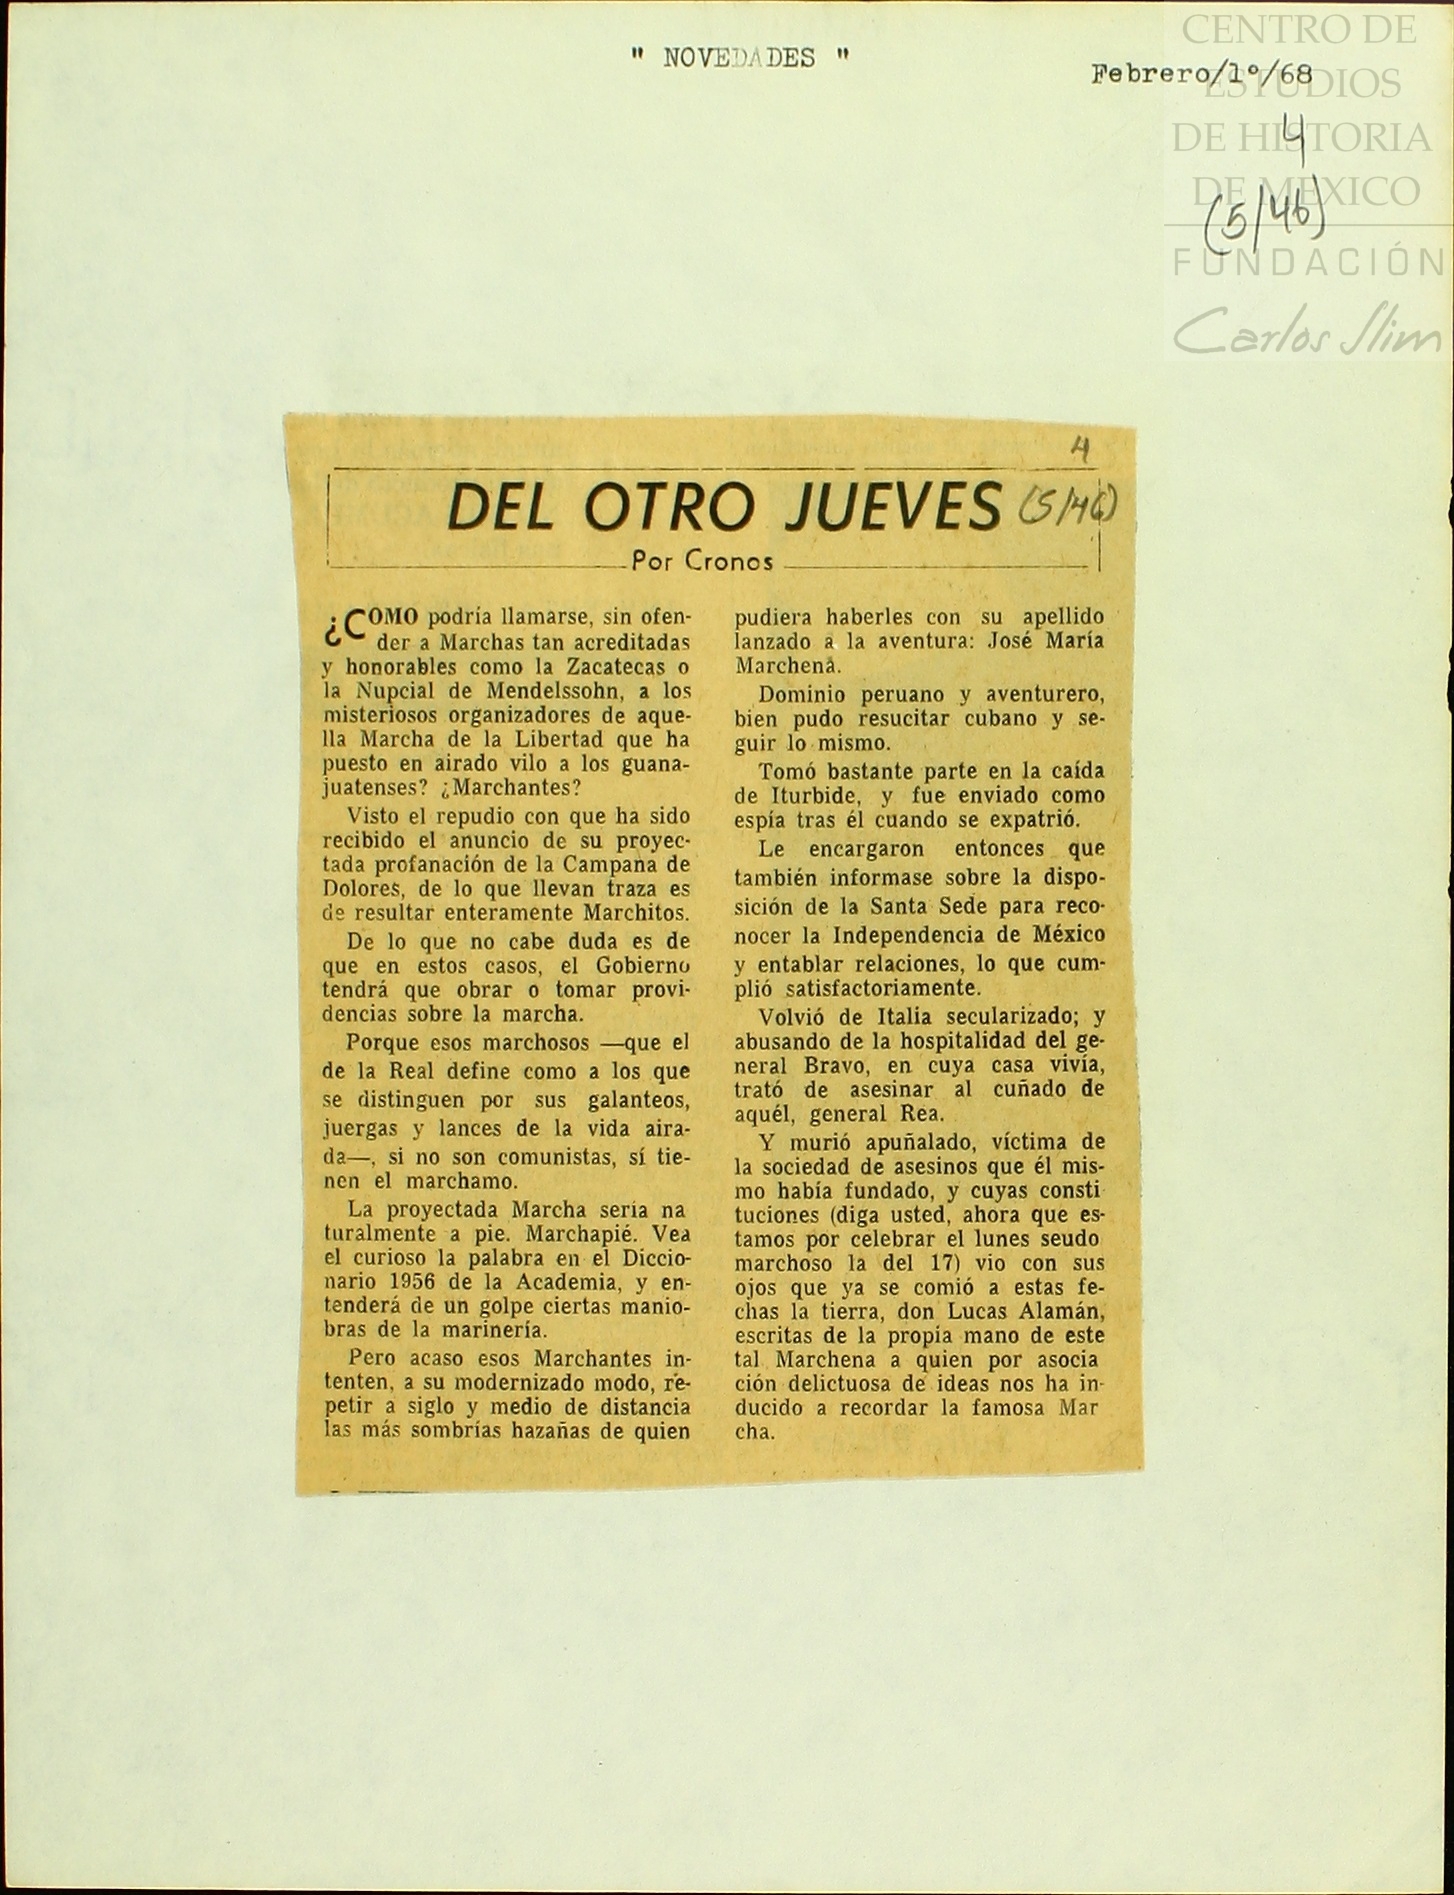 " NOVEDADES "
Febrero/1º/68
CENTRO DE
ESTUDIOS
DE HISTORIA
DE MEXICO
FUNDACIÓN
Carlos Slim
4
(5/46)
4
DEL OTRO JUEVES (5/46)
Por Cronos
¿COMO podría llamarse, sin ofen-
der a Marchas tan acreditadas
y honorables como la Zacatecas o
la Nupcial de Mendelssohn, a los
misteriosos organizadores de aque-
lla Marcha de la Libertad que ha
puesto en airado vilo a los guana-
juatenses? ¿Marchantes?
Visto el repudio con que ha sido
recibido el anuncio de su proyec-
tada profanación de la Campana de
Dolores, de lo que llevan traza es
de resultar enteramente Marchitos.
De lo que no cabe duda es de
que en estos casos, el Gobierno
tendrá que obrar o tomar provi-
dencias sobre la marcha.
Porque esos marchosos —que el
de la Real define como a los que
se distinguen por sus galanteos,
juergas y lances de la vida aira-
da—, si no son comunistas, sí tie-
nen el marchamo.
La proyectada Marcha sería na
turalmente a pie. Marchapié. Vea
el curioso la palabra en el Diccio-
nario 1956 de la Academia, y en-
tenderá de un golpe ciertas manio-
bras de la marinería.
Pero acaso esos Marchantes in-
tenten, a su modernizado modo, re-
petir a siglo y medio de distancia
las más sombrías hazañas de quien
pudiera haberles con su apellido
lanzado a la aventura: José María
Marchena.
Dominio peruano y aventurero,
bien pudo resucitar cubano y se-
guir lo mismo.
Tomó bastante parte en la caída
de Iturbide, y fue enviado como
espía tras él cuando se expatrió.
Le encargaron entonces que
también informase sobre la dispo-
sición de la Santa Sede para reco-
nocer la Independencia de México
y entablar relaciones, lo que cum-
plió satisfactoriamente.
Volvió de Italia secularizado; y
abusando de la hospitalidad del ge-
neral Bravo, en cuya casa vivía,
trató de asesinar al cuñado de
aquél, general Rea.
Y murió apuñalado, víctima de
la sociedad de asesinos que él mis-
mo había fundado, y cuyas consti
tuciones (diga usted, ahora que es-
tamos por celebrar el lunes seudo
marchoso la del 17) vio con sus
ojos que ya se comió a estas fe-
chas la tierra, don Lucas Alamán,
escritas de la propia mano de este
tal Marchena a quien por asocia
ción delictuosa de ideas nos ha in-
ducido a recordar la famosa Mar
cha.